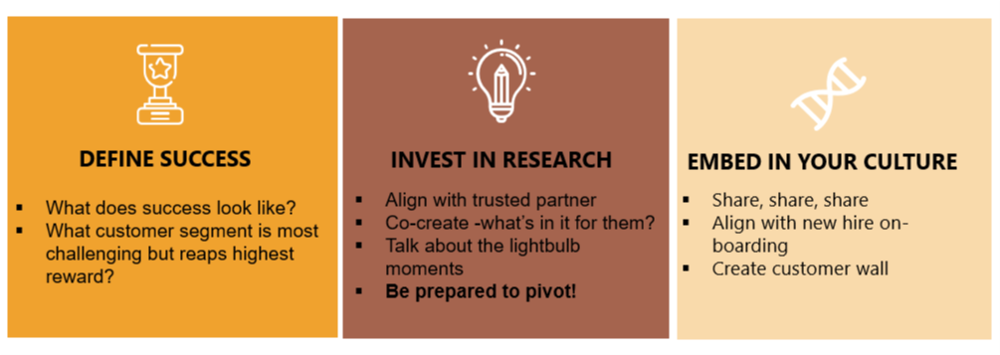 DEFINE SUCCESS
▪ What does success look like?
▪ What customer segment is most
challenging but reaps highest
reward?
INVEST IN RESEARCH
▪ Align with trusted partner
▪ Co-create -what's in it for them?
▪ Talk about the lightbulb
moments
▪ Be prepared to pivot!
EMBED IN YOUR CULTURE
▪ Share, share, share
▪ Align with new hire on-
boarding
▪ Create customer wall